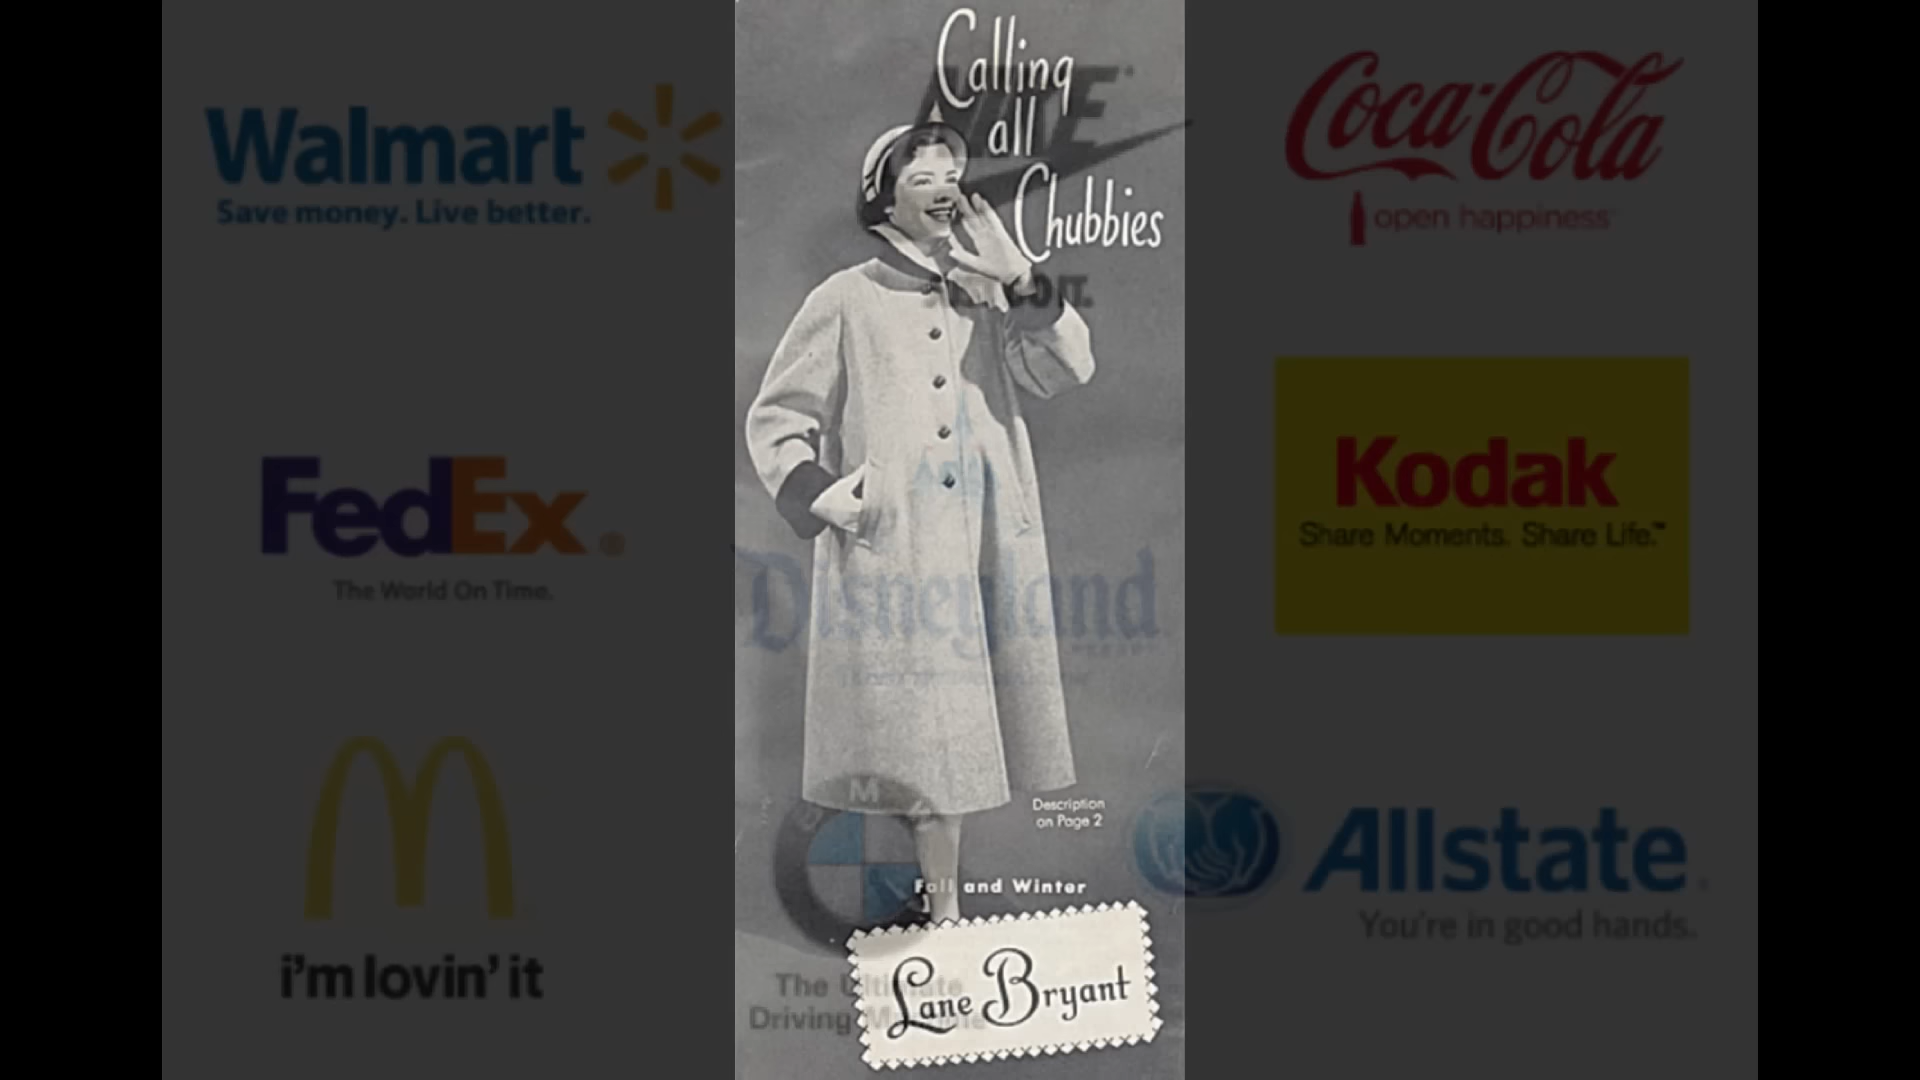 Walmart
Save money. Live better.
FedEx®
The World On Time.
i'm lovin' it
Calling
all
Chubbies
Disneyland
Description
on Page 2
Fall and Winter
Lane Bryant
The Ultimate
Driving Machine
Coca-Cola
open happiness
Kodak
Share Moments. Share Life.™
Allstate
You're in good hands.